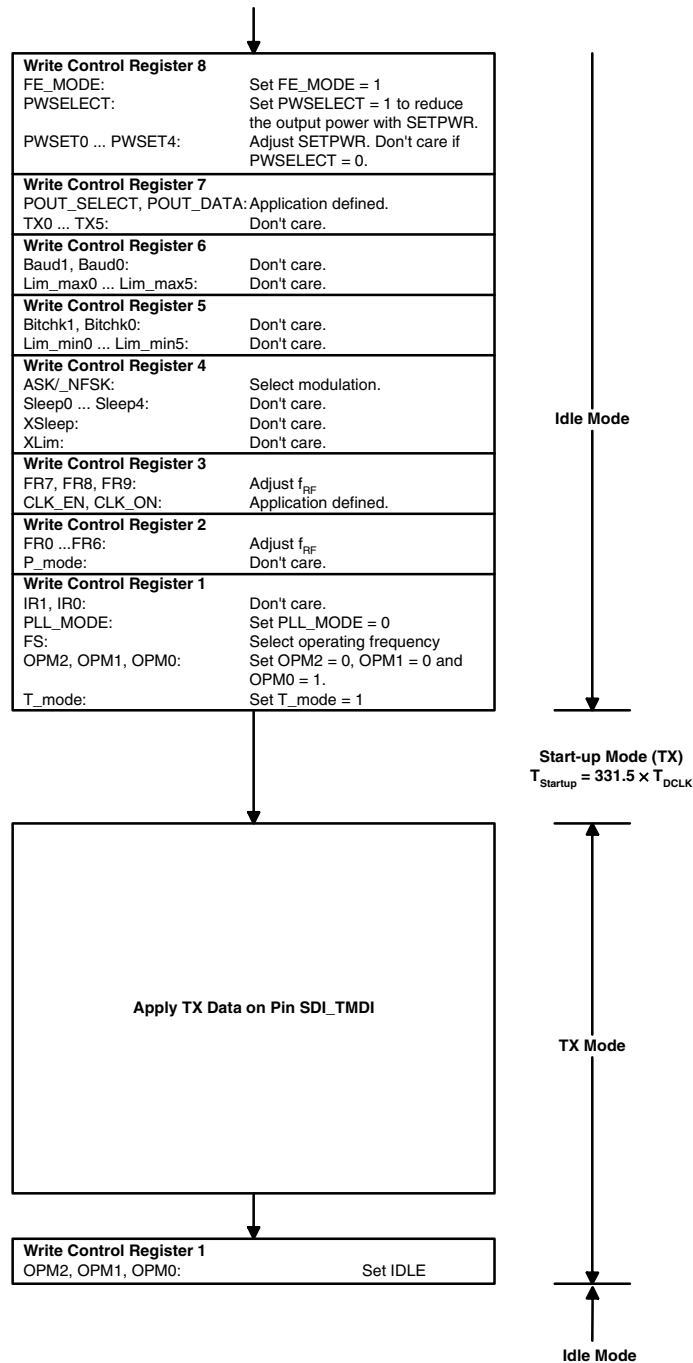 Write Control Register 8
FE_MODE: Set FE_MODE = 1
PWSELECT: Set PWSELECT = 1 to reduce
the output power with SETPWR.
PWSET0 ... PWSET4: Adjust SETPWR. Don't care if
PWSELECT = 0.
Write Control Register 7
POUT_SELECT, POUT_DATA: Application defined.
TX0 ... TX5: Don't care.
Write Control Register 6
Baud1, Baud0: Don't care.
Lim_max0 ... Lim_max5: Don't care.
Write Control Register 5
Bitchk1, Bitchk0: Don't care.
Lim_min0 ... Lim_min5: Don't care.
Write Control Register 4
ASK/_NFSK: Select modulation.
Sleep0 ... Sleep4: Don't care.
XSleep: Don't care.
XLim: Don't care.
Write Control Register 3
FR7, FR8, FR9: Adjust fRF
CLK_EN, CLK_ON: Application defined.
Write Control Register 2
FR0 ...FR6: Adjust fRF
P_mode: Don't care.
Write Control Register 1
IR1, IR0: Don't care.
PLL_MODE: Set PLL_MODE = 0
FS: Select operating frequency
OPM2, OPM1, OPM0: Set OPM2 = 0, OPM1 = 0 and
OPM0 = 1.
T_mode: Set T_mode = 1
Idle Mode
Start-up Mode (TX)
TStartup = 331.5 × TDCLK
Apply TX Data on Pin SDI_TMDI
TX Mode
Write Control Register 1
OPM2, OPM1, OPM0: Set IDLE
Idle Mode